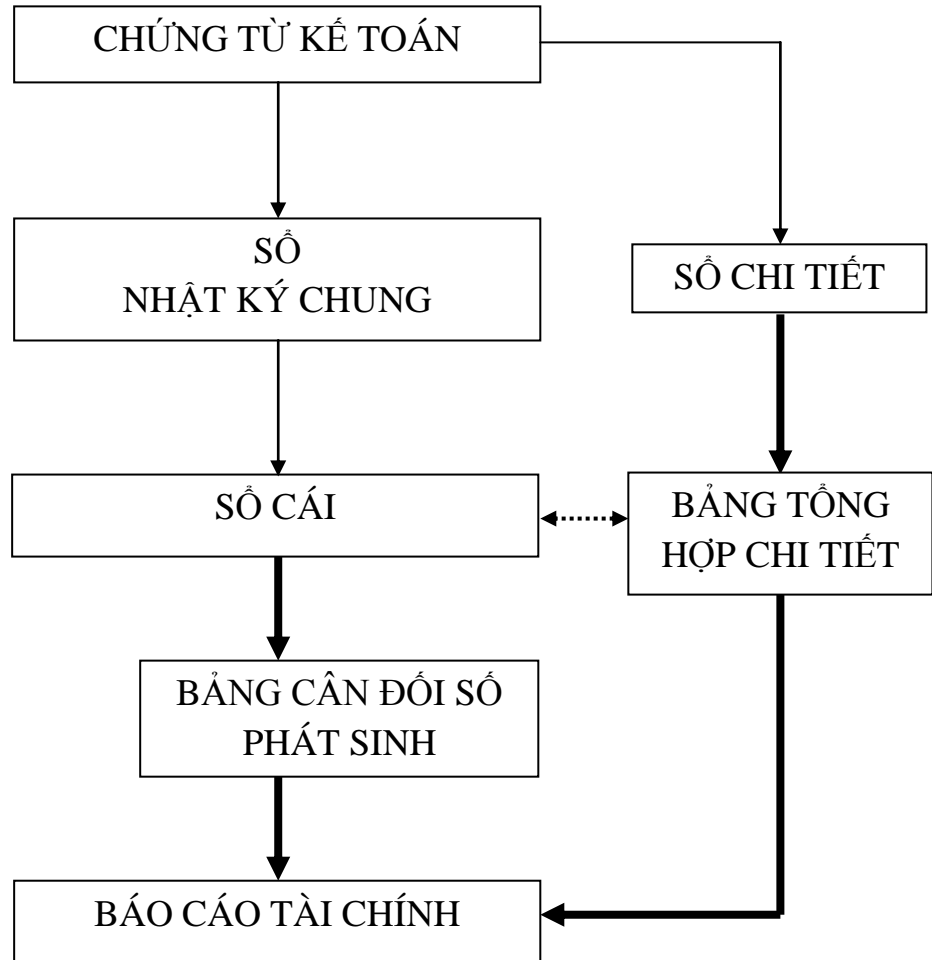 CHỨNG TỪ KẾ TOÁN
SỔ
NHẬT KÝ CHUNG
SỔ CHI TIẾT
SỔ CÁI
BẢNG TỔNG
HỢP CHI TIẾT
BẢNG CÂN ĐỐI SỐ
PHÁT SINH
BÁO CÁO TÀI CHÍNH